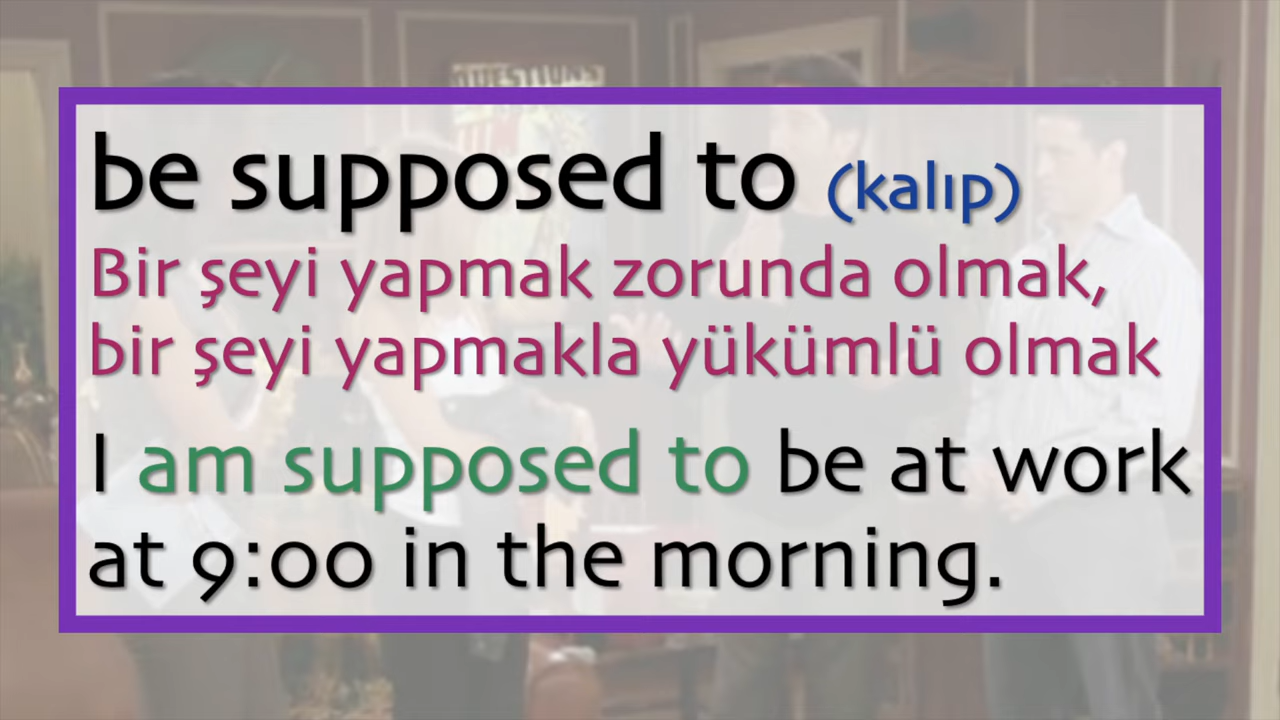 QUESTIONS
be supposed to (kalıp)
Bir şeyi yapmak zorunda olmak,
bir şeyi yapmakla yükümlü olmak
I am supposed to be at work
at 9:00 in the morning.